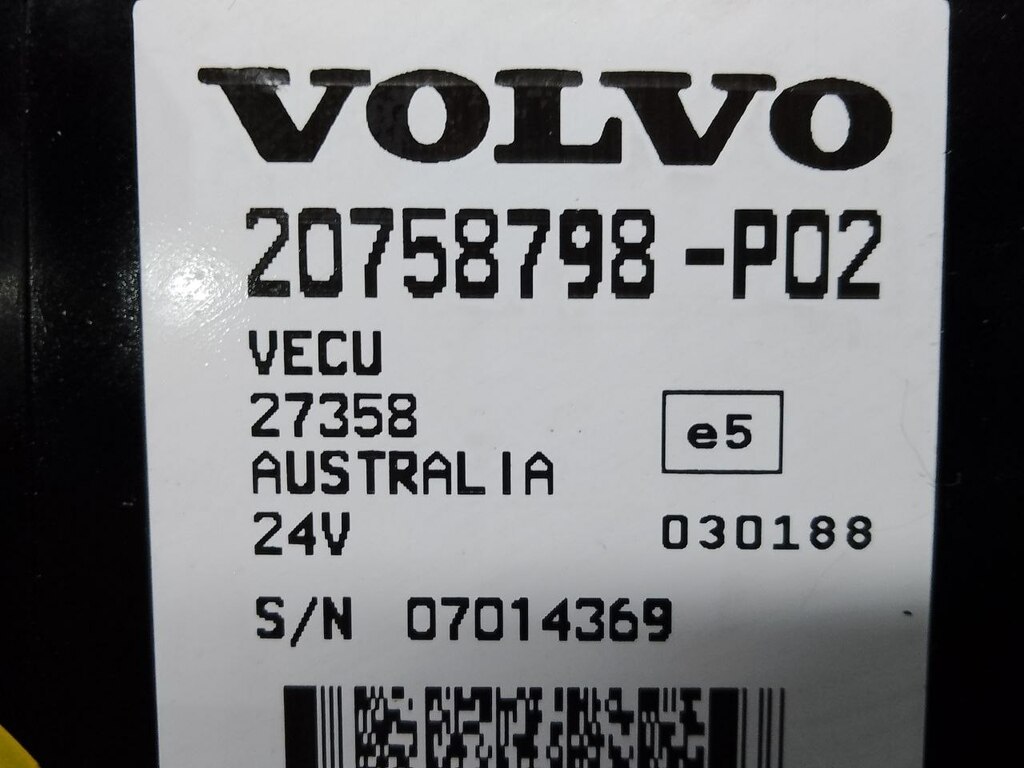 VOLVO
20758798-P02
VECU
27358
e5
AUSTRALIA
24V
030188
S/N 07014369